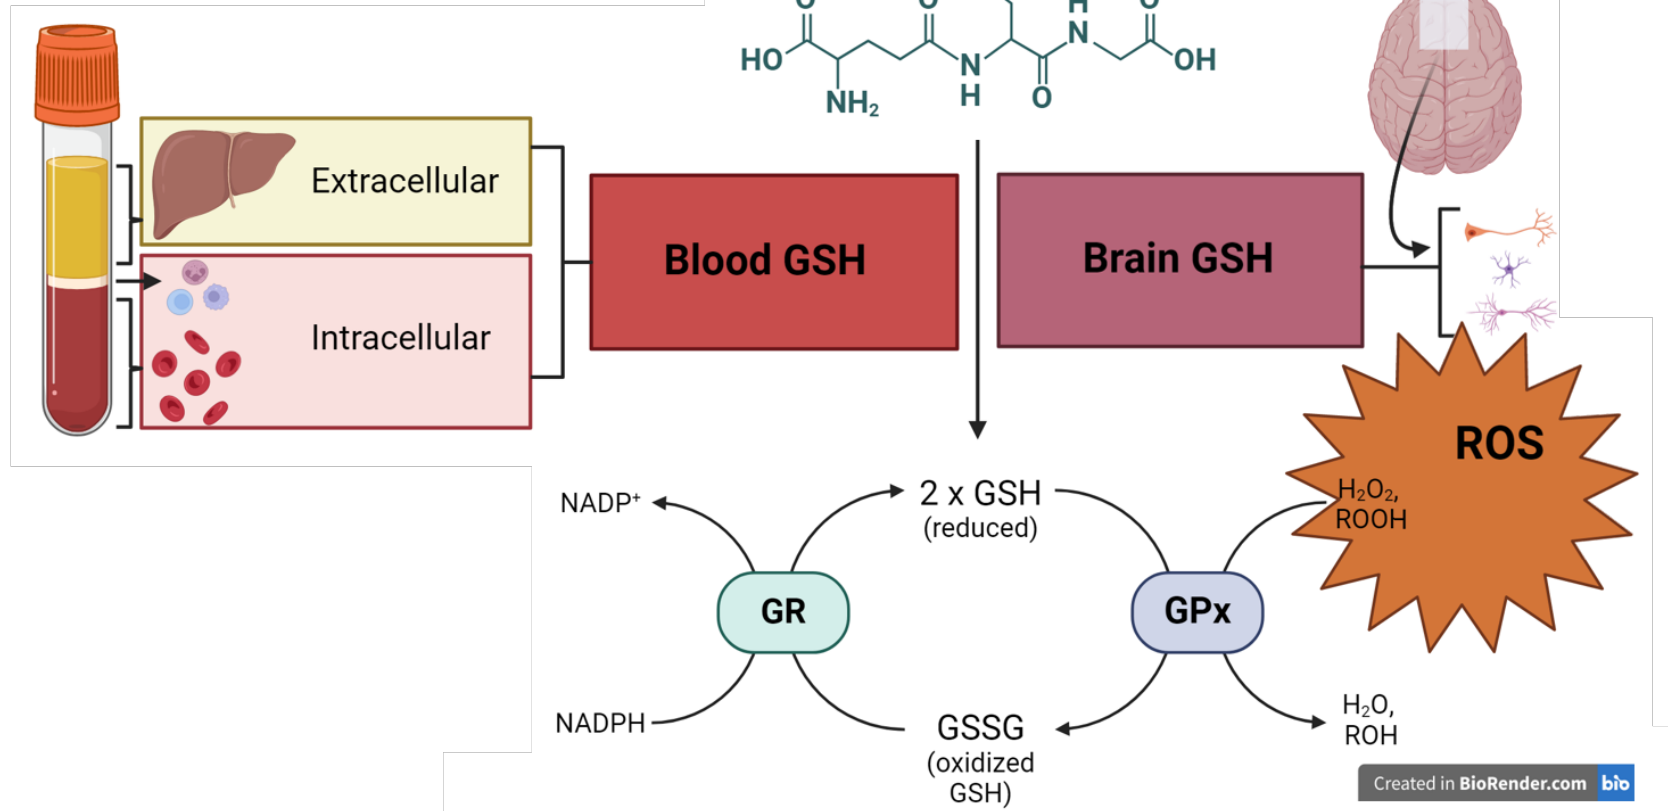 O
O
H
O
HO
N
OH
N
H
O
NH₂
Extracellular
Blood GSH
Brain GSH
Intracellular
ROS
NADP⁺
2 x GSH
(reduced)
H₂O₂,
ROOH
GR
GPx
NADPH
GSSG
(oxidized
GSH)
H₂O,
ROH
Created in BioRender.com bio